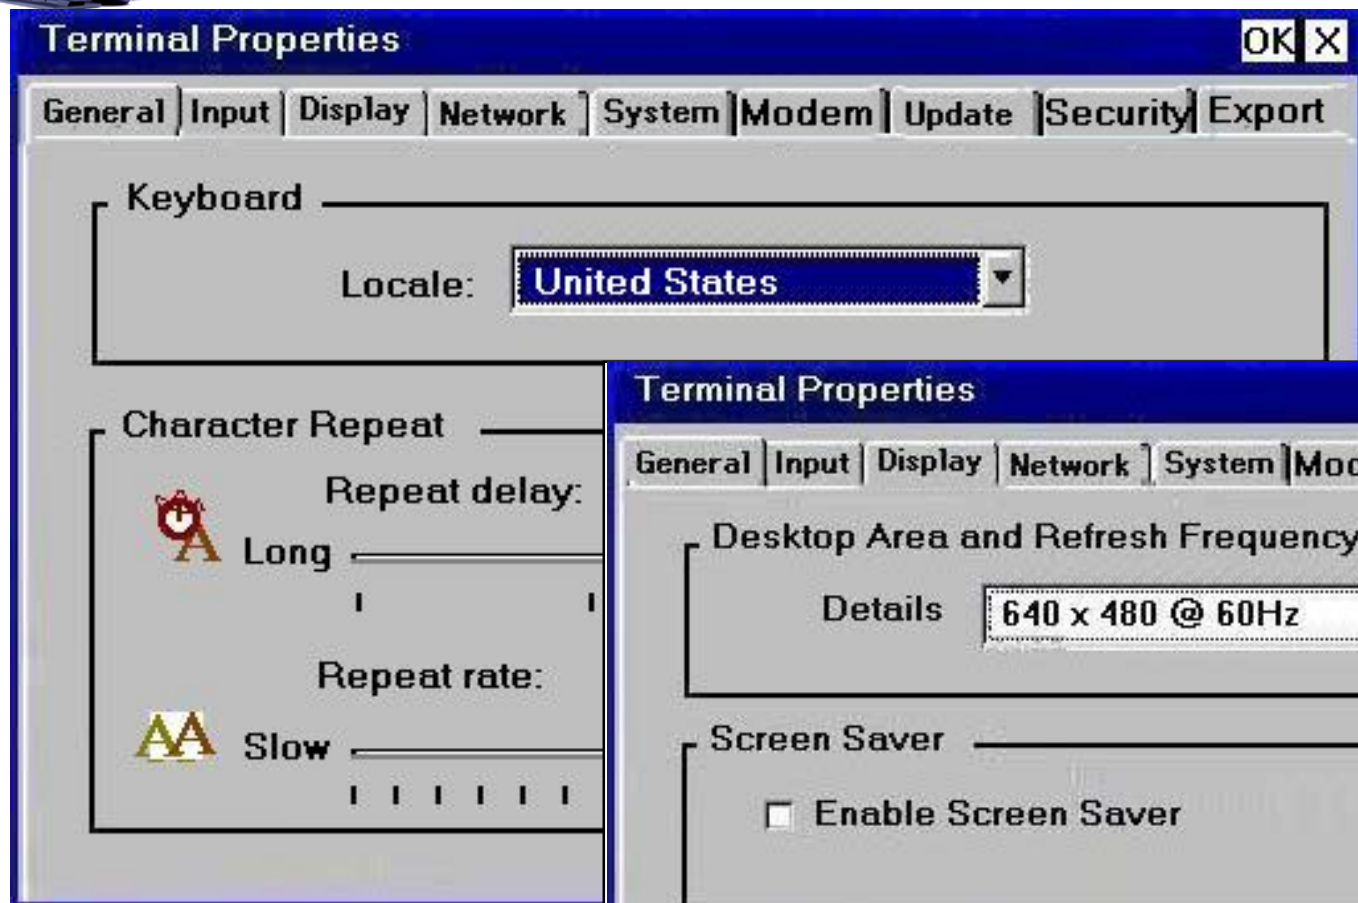 Terminal Properties
OK X
General Input Display Network System Modem Update Security Export
Keyboard
Locale: United States
Character Repeat
Repeat delay:
Long
Repeat rate:
Slow
Terminal Properties
General Input Display Network System
Desktop Area and Refresh Frequency
Details 640 x 480 @ 60Hz
Screen Saver
Enable Screen Saver